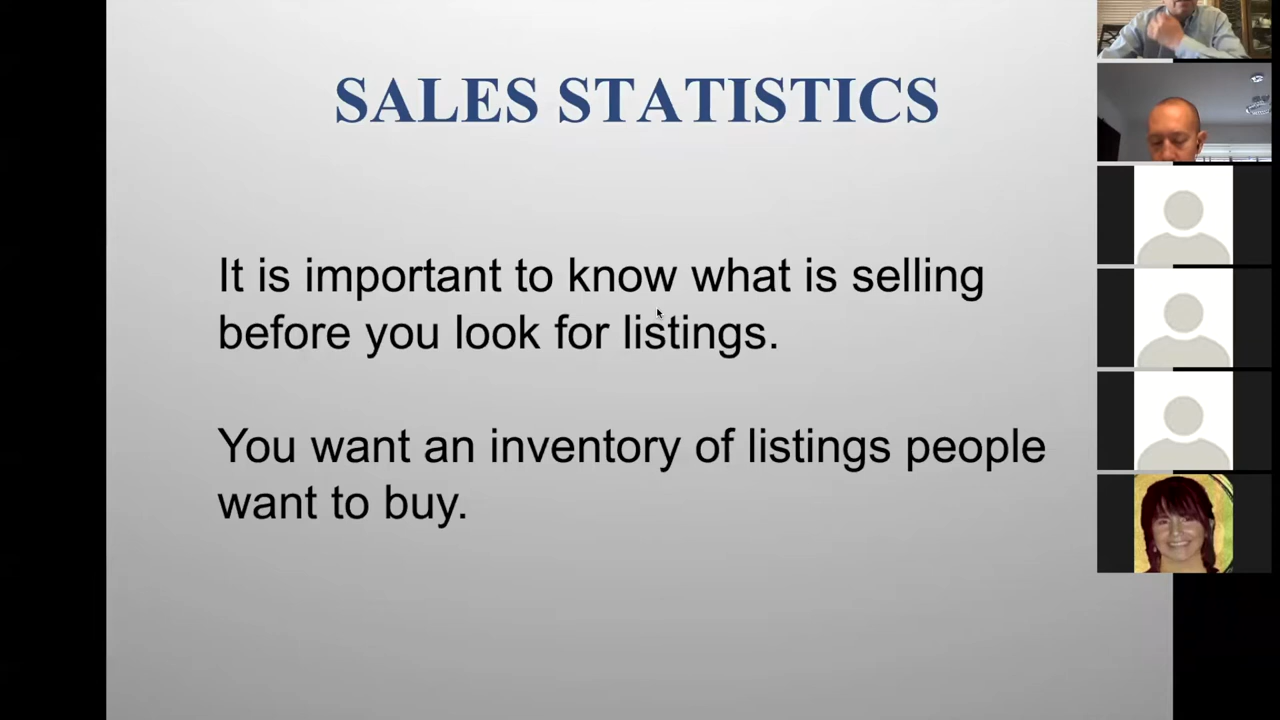 SALES STATISTICS
It is important to know what is selling
before you look for listings.
You want an inventory of listings people
want to buy.